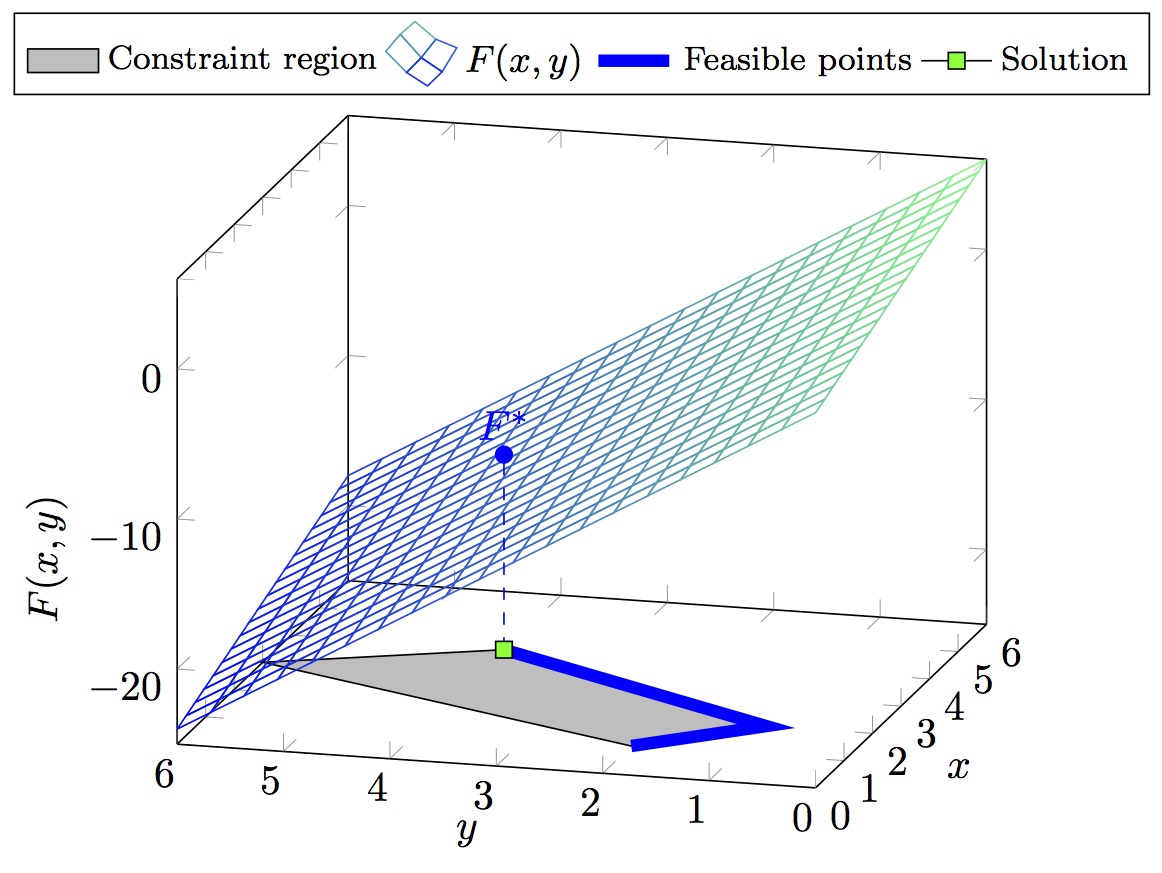 Constraint region F(x, y) Feasible points Solution
F*
0
−10
−20
F(x, y)
6 5 4 3 2 1 0
y
0 1 2 3 4 5 6
x